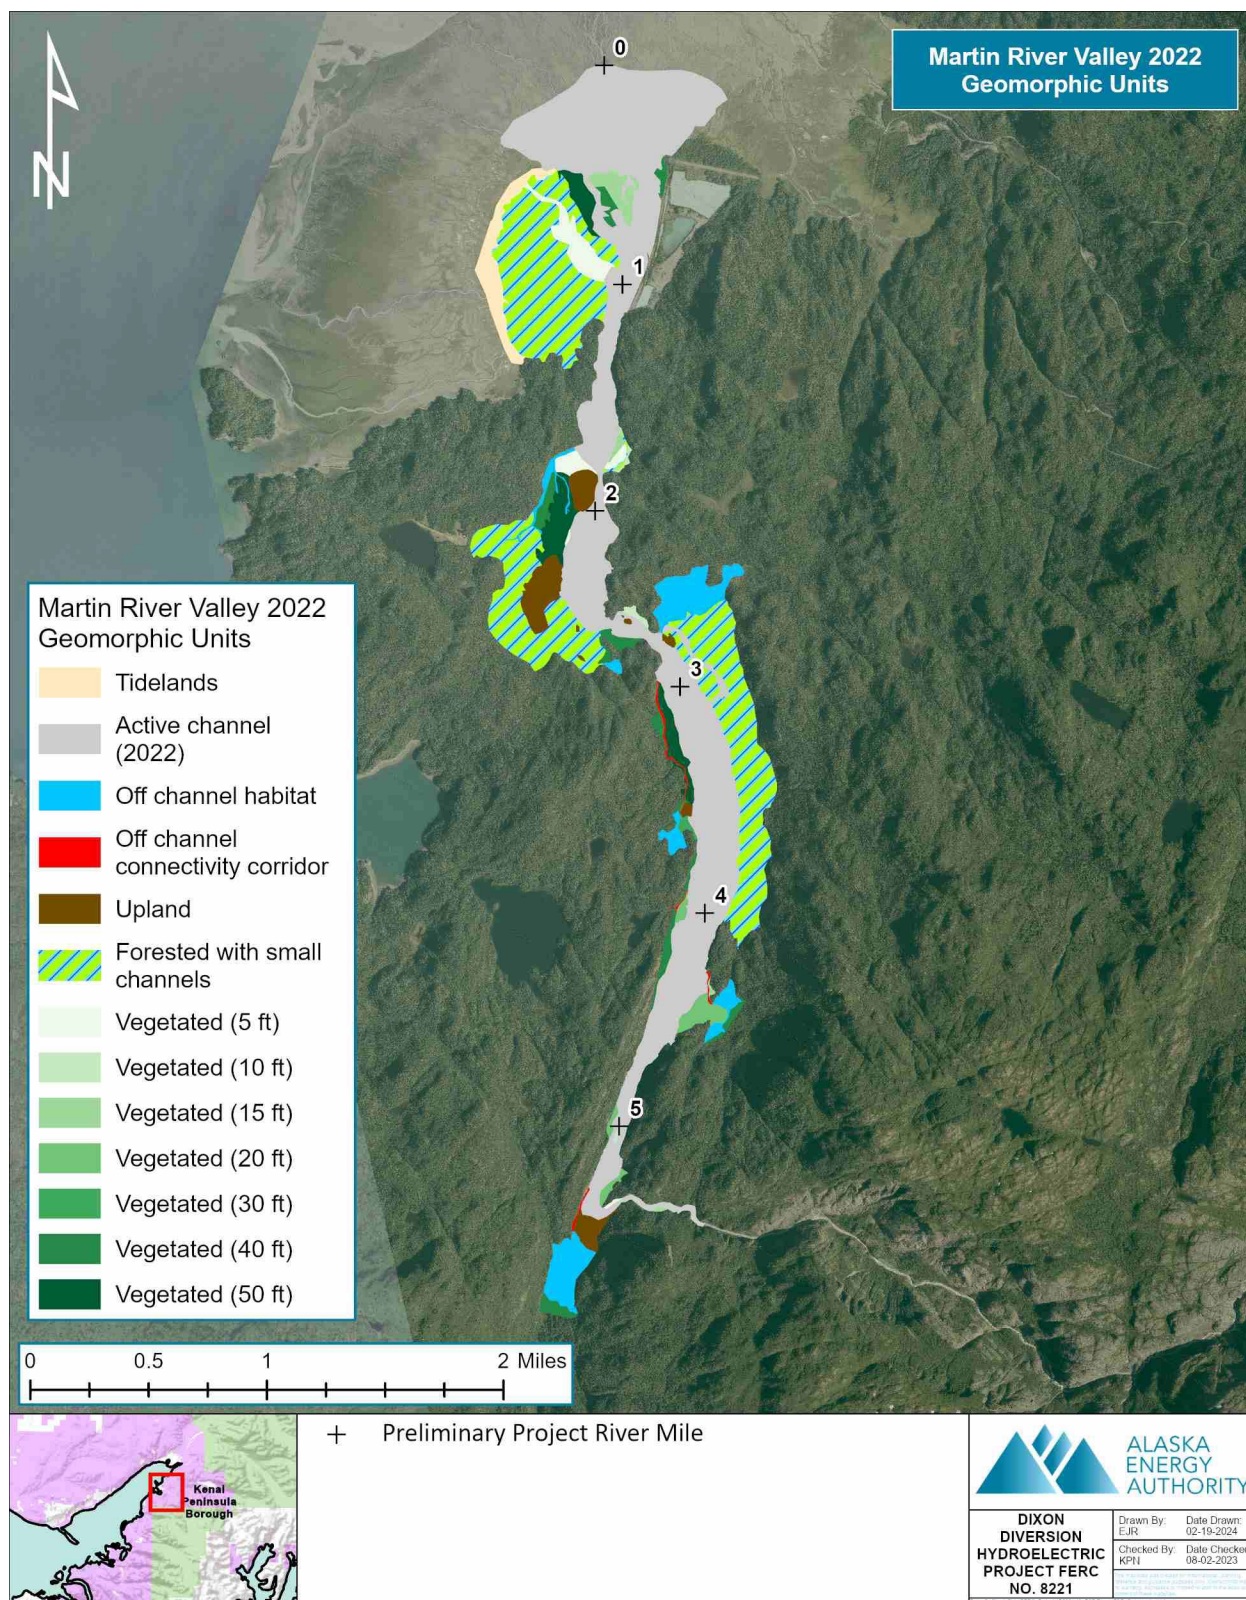 0
Martin River Valley 2022
Geomorphic Units
N
1
2
Martin River Valley 2022
Geomorphic Units
Tidelands
Active channel
(2022)
Off channel habitat
Off channel
connectivity corridor
Upland
Forested with small
channels
Vegetated (5 ft)
Vegetated (10 ft)
Vegetated (15 ft)
Vegetated (20 ft)
Vegetated (30 ft)
Vegetated (40 ft)
Vegetated (50 ft)
3
4
5
0 0.5 1 2 Miles
Preliminary Project River Mile
Kenai
Peninsula
Borough
ALASKA
ENERGY
AUTHORITY
DIXON
DIVERSION
HYDROELECTRIC
PROJECT FERC
NO. 8221
Drawn By: Date Drawn:
EJR 02-19-2024
Checked By: Date Checked
KPN 08-02-2023